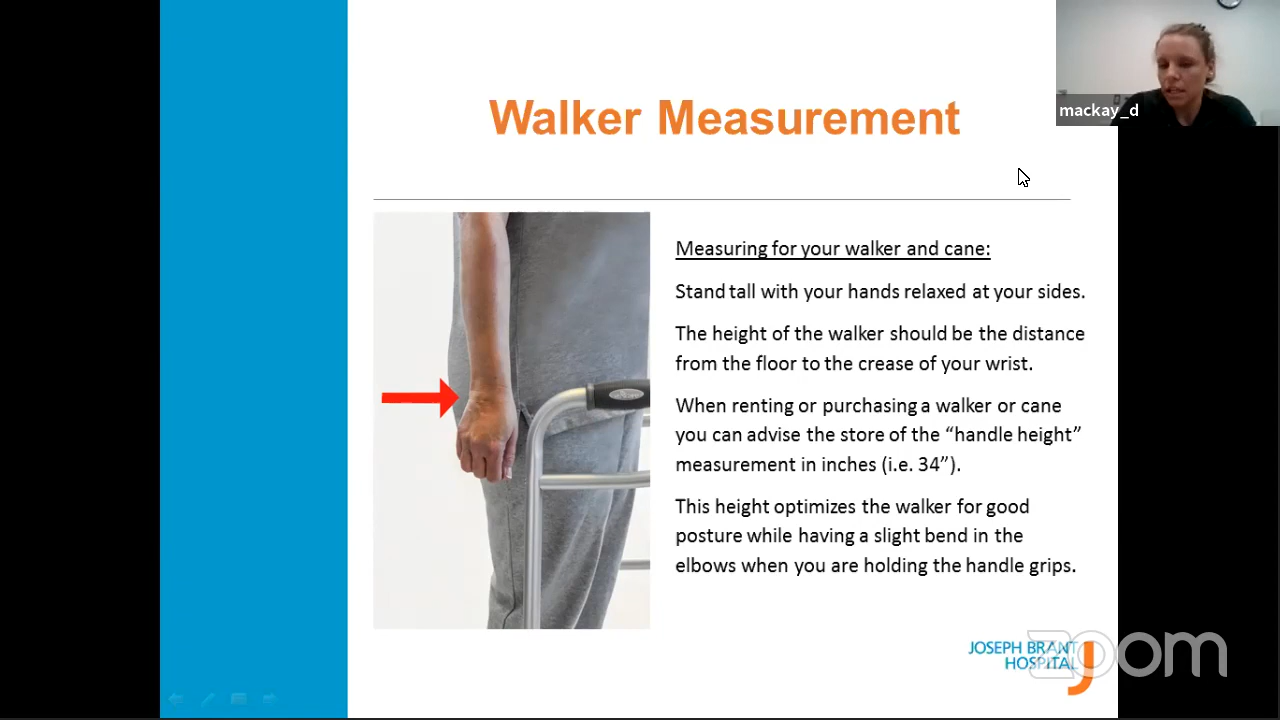 Walker Measurement
mackay_d
Measuring for your walker and cane:
Stand tall with your hands relaxed at your sides.
The height of the walker should be the distance
from the floor to the crease of your wrist.
When renting or purchasing a walker or cane
you can advise the store of the “handle height”
measurement in inches (i.e. 34”).
This height optimizes the walker for good
posture while having a slight bend in the
elbows when you are holding the handle grips.
JOSEPH BRANT
HOSPITAL
zoom